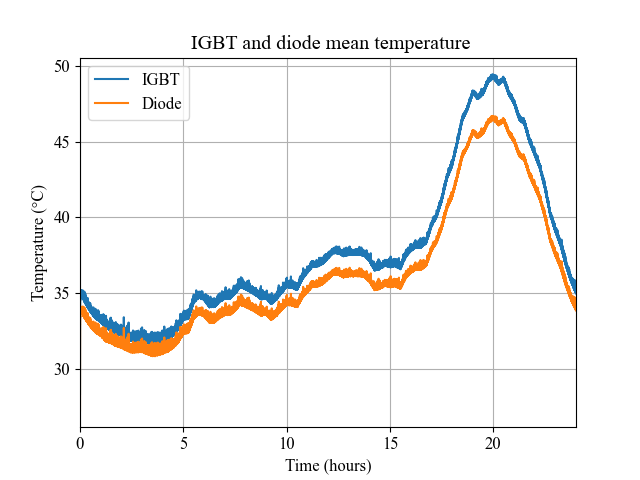 IGBT and diode mean temperature
IGBT
Diode
50
45
40
35
30
Temperature (°C)
0 5 10 15 20
Time (hours)